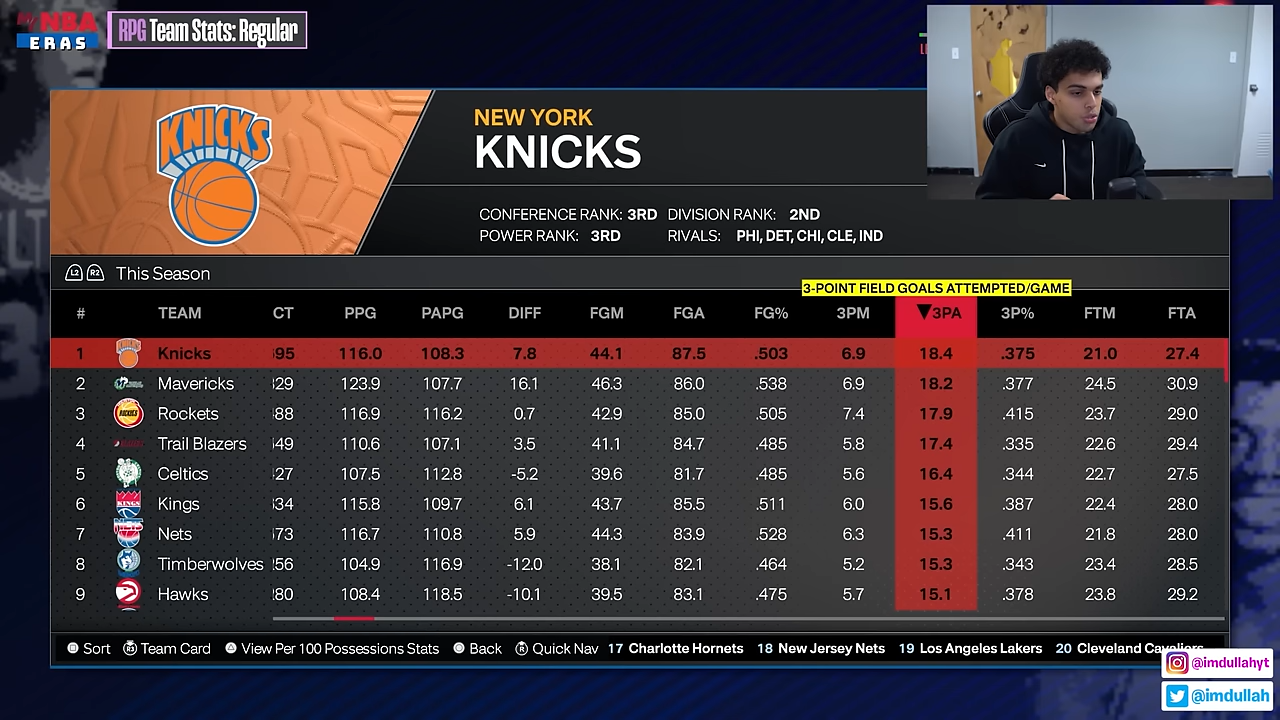 MyNBA
ERAS
RPG Team Stats: Regular
KNICKS
NEW YORK
KNICKS
CONFERENCE RANK: 3RD DIVISION RANK: 2ND
POWER RANK: 3RD RIVALS: PHI, DET, CHI, CLE, IND
L2 R2 This Season
3-POINT FIELD GOALS ATTEMPTED/GAME
# TEAM CT PPG PAPG DIFF FGM FGA FG% 3PM ▼3PA 3P% FTM FTA
1 Knicks 95 116.0 108.3 7.8 44.1 87.5 .503 6.9 18.4 .375 21.0 27.4
2 Mavericks 29 123.9 107.7 16.1 46.3 86.0 .538 6.9 18.2 .377 24.5 30.9
3 Rockets 88 116.9 116.2 0.7 42.9 85.0 .505 7.4 17.9 .415 23.7 29.0
4 Trail Blazers 49 110.6 107.1 3.5 41.1 84.7 .485 5.8 17.4 .335 22.6 29.4
5 Celtics 27 107.5 112.8 -5.2 39.6 81.7 .485 5.6 16.4 .344 22.7 27.5
6 Kings 34 115.8 109.7 6.1 43.7 85.5 .511 6.0 15.6 .387 22.4 28.0
7 Nets 73 116.7 110.8 5.9 44.3 83.9 .528 6.3 15.3 .411 21.8 28.0
8 Timberwolves 56 104.9 116.9 -12.0 38.1 82.1 .464 5.2 15.3 .343 23.4 28.5
9 Hawks 80 108.4 118.5 -10.1 39.5 83.1 .475 5.7 15.1 .378 23.8 29.2
Sort R3 Team Card View Per 100 Possessions Stats Back R Quick Nav 17 Charlotte Hornets 18 New Jersey Nets 19 Los Angeles Lakers 20 Cleveland Cavaliers
@imdullahyt
@imdullah